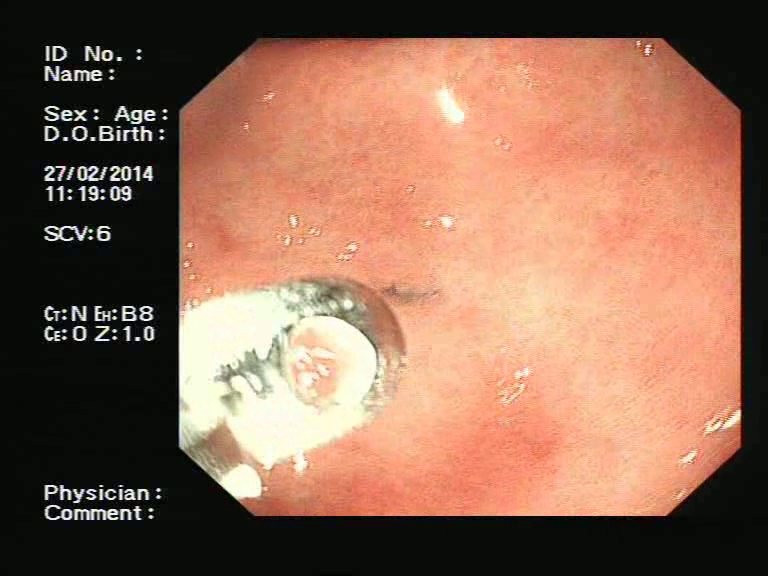 ID No. :
Name:
Sex: Age:
D.O.Birth:
27/02/2014
11:19:09
SCV:6
CT:N EH:B8
CE:0 Z:1.0
Physician:
Comment: